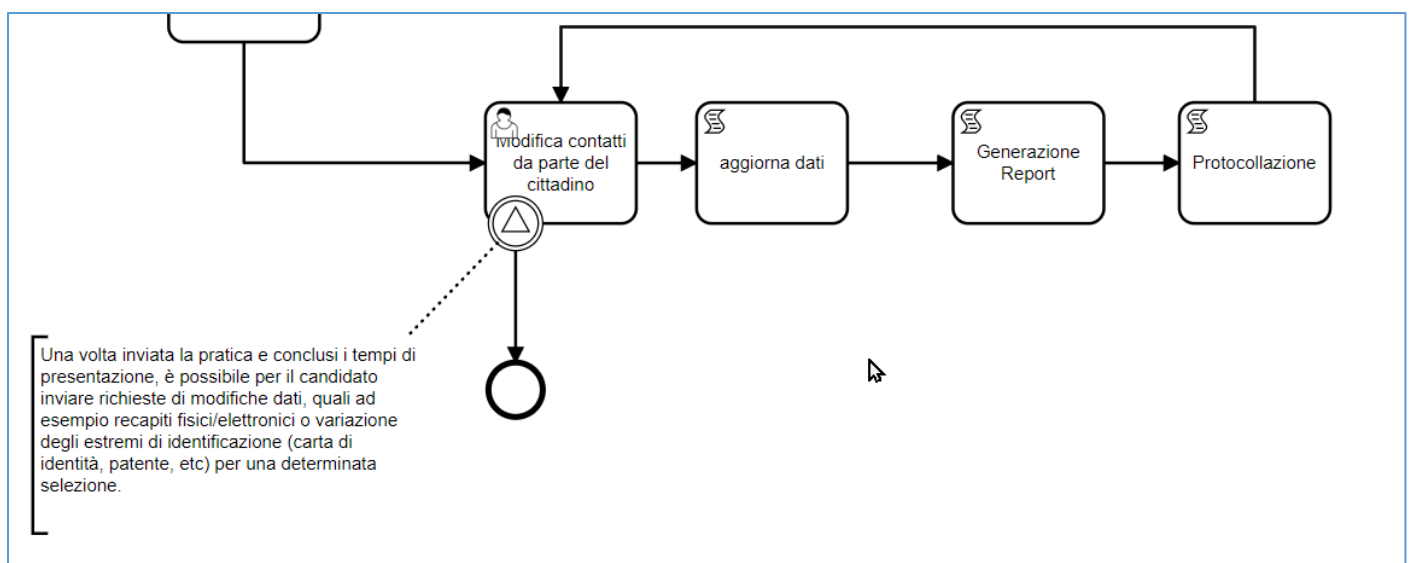 Modifica contatti
da parte del
cittadino
aggiorna dati
Generazione
Report
Protocollazione
Una volta inviata la pratica e conclusi i tempi di
presentazione, è possibile per il candidato
inviare richieste di modifiche dati, quali ad
esempio recapiti fisici/elettronici o variazione
degli estremi di identificazione (carta di
identità, patente, etc) per una determinata
selezione.